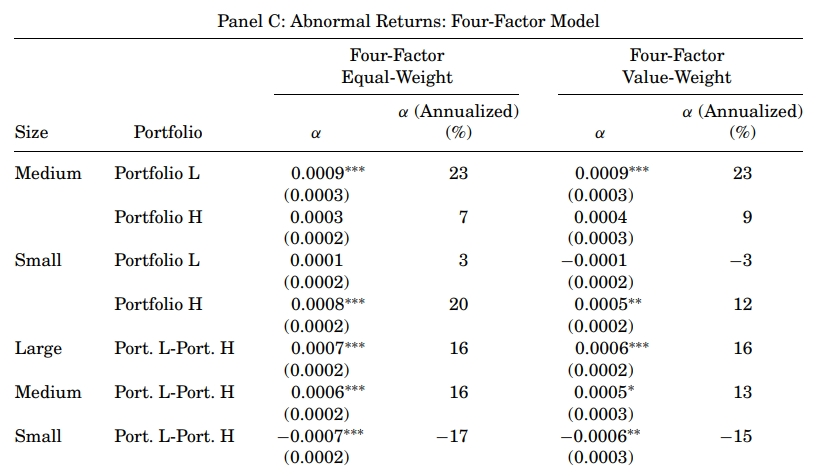 Panel C: Abnormal Returns: Four-Factor Model
Four-Factor Four-Factor
Equal-Weight Value-Weight
α (Annualized) α (Annualized)
Size Portfolio α (%) α (%)
Medium Portfolio L 0.0009*** 23 0.0009*** 23
(0.0003) (0.0003)
Portfolio H 0.0003 7 0.0004 9
(0.0002) (0.0003)
Small Portfolio L 0.0001 3 −0.0001 −3
(0.0002) (0.0002)
Portfolio H 0.0008*** 20 0.0005** 12
(0.0002) (0.0002)
Large Port. L-Port. H 0.0007*** 16 0.0006*** 16
(0.0002) (0.0002)
Medium Port. L-Port. H 0.0006*** 16 0.0005* 13
(0.0002) (0.0003)
Small Port. L-Port. H −0.0007*** −17 −0.0006** −15
(0.0002) (0.0003)